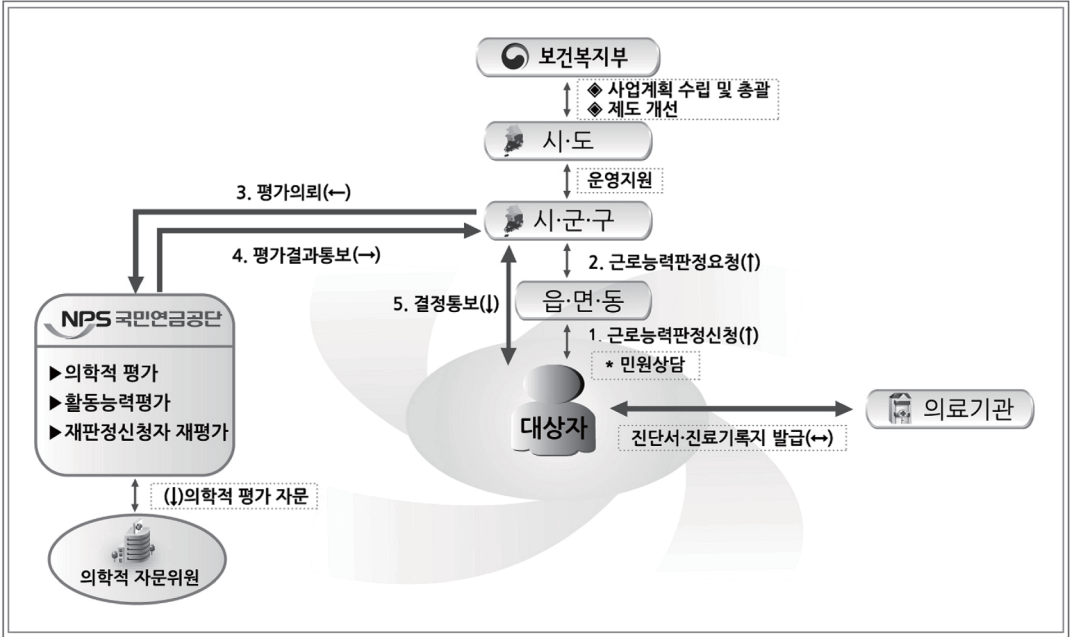 보건복지부
◈ 사업계획 수립 및 총괄
◈ 제도 개선
시·도
운영지원
3. 평가의뢰(←)
시·군·구
4. 평가결과통보(→)
2. 근로능력판정요청(↑)
5. 결정통보(↓)
읍·면·동
NPS 국민연금공단
1. 근로능력판정신청(↑)
* 민원상담
▶의학적 평가
▶활동능력평가
▶재판정신청자 재평가
대상자
의료기관
진단서·진료기록지 발급(↔)
(↓)의학적 평가 자문
의학적 자문위원